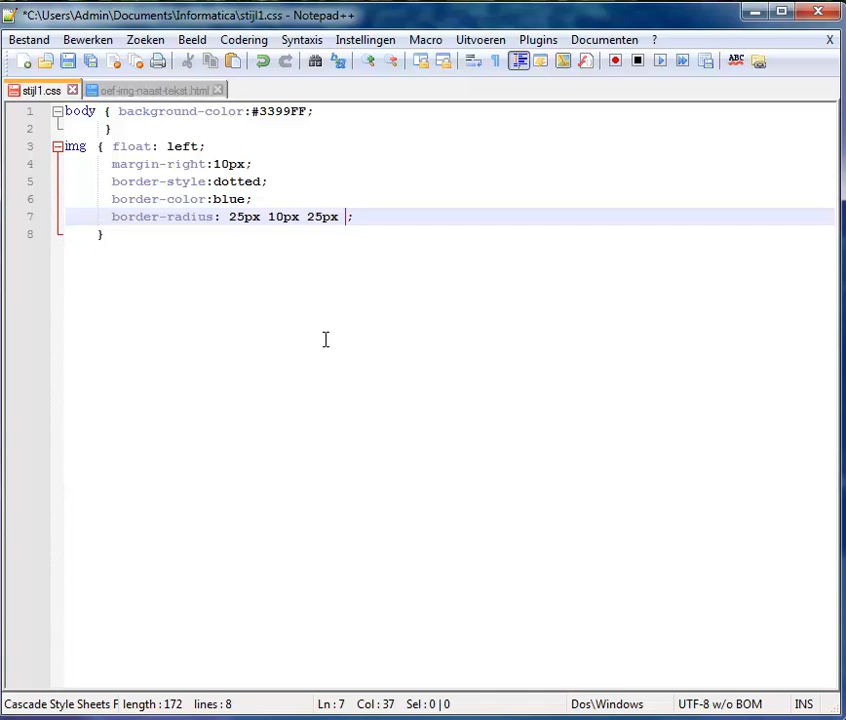 *C:\Users\Admin\Documents\Informatica\stijl1.css - Notepad++
Bestand Bewerken Zoeken Beeld Codering Syntaxis Instellingen Macro Uitvoeren Plugins Documenten ? X
ABC
stijl1.css oef-img-naast-tekst.html
1 body { background-color:#3399FF;
2 }
3 img { float: left;
4 margin-right:10px;
5 border-style:dotted;
6 border-color:blue;
7 border-radius: 25px 10px 25px ;
8 }
Cascade Style Sheets F length : 172 lines : 8 Ln : 7 Col : 37 Sel : 0 | 0 Dos\Windows UTF-8 w/o BOM INS